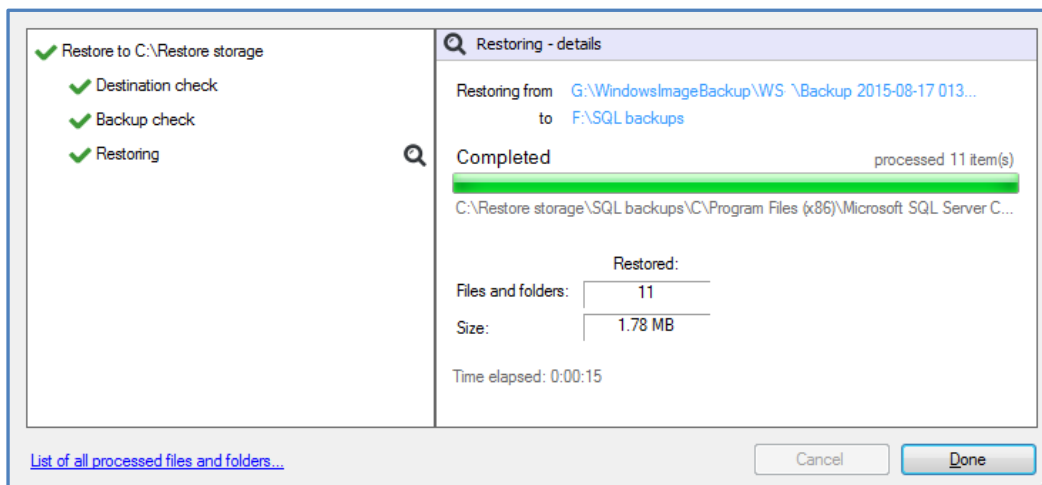 Restore to C:\Restore storage
Destination check
Backup check
Restoring
Restoring - details
Restoring from G:\WindowsImageBackup\WS- \Backup 2015-08-17 013...
to F:\SQL backups
Completed processed 11 item(s)
C:\Restore storage\SQL backups\C\Program Files (x86)\Microsoft SQL Server C...
Restored:
Files and folders: 11
Size: 1.78 MB
Time elapsed: 0:00:15
List of all processed files and folders...
Cancel Done